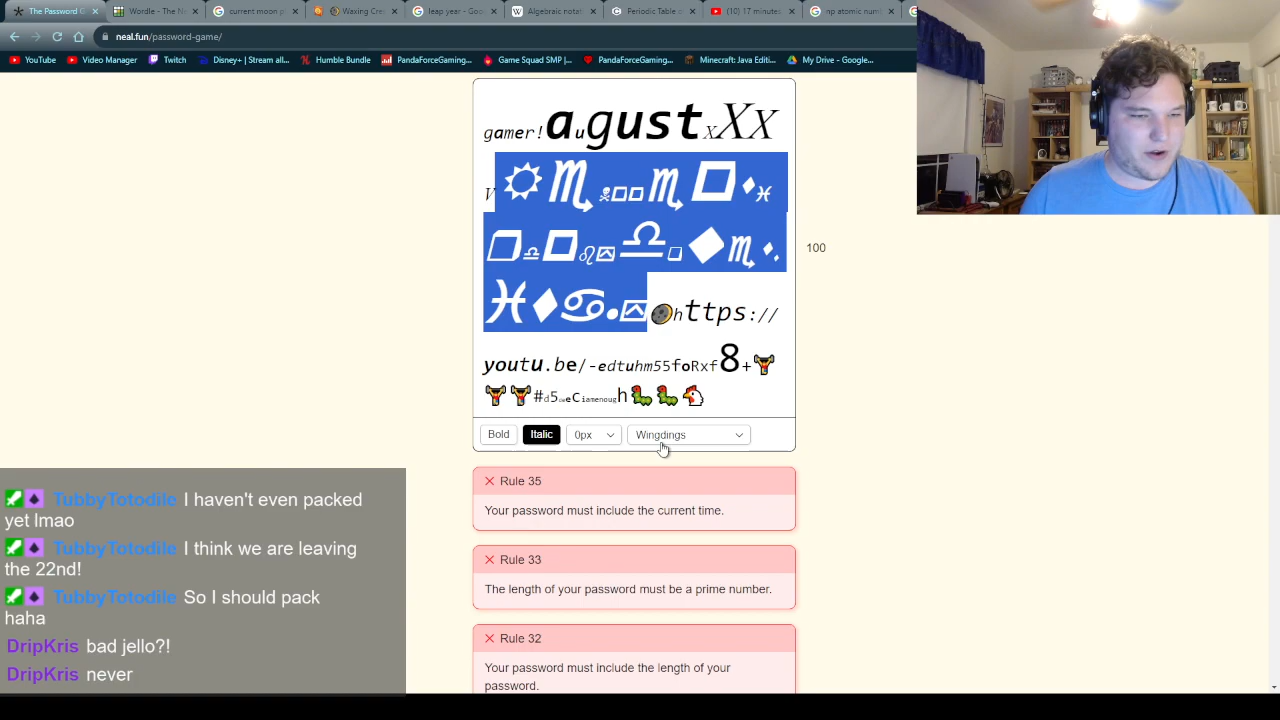 The Password G
Wordle - The N
current moon p
Waxing Cres
leap year - Goo
Algebraic notat
Periodic Table o
(10) 17 minutes
np atomic num
neal.fun/password-game/
YouTube
Video Manager
Twitch
Disney+ | Stream all...
Humble Bundle
PandaForceGaming...
Game Squad SMP |...
PandaForceGaming...
Minecraft: Java Editi...
My Drive - Google...
gamer!augustXXX
V
https://
youtu.be/-edtuhm55foRxf8+🏋️
🏋️🏋️#d5oweCiamenough🐛🐛🐔
100
Bold
Italic
0px
Wingdings
Rule 35
Your password must include the current time.
Rule 33
The length of your password must be a prime number.
Rule 32
Your password must include the length of your
password.
TubbyTotodile I haven't even packed
yet lmao
TubbyTotodile I think we are leaving
the 22nd!
TubbyTotodile So I should pack
haha
DripKris bad jello?!
DripKris never